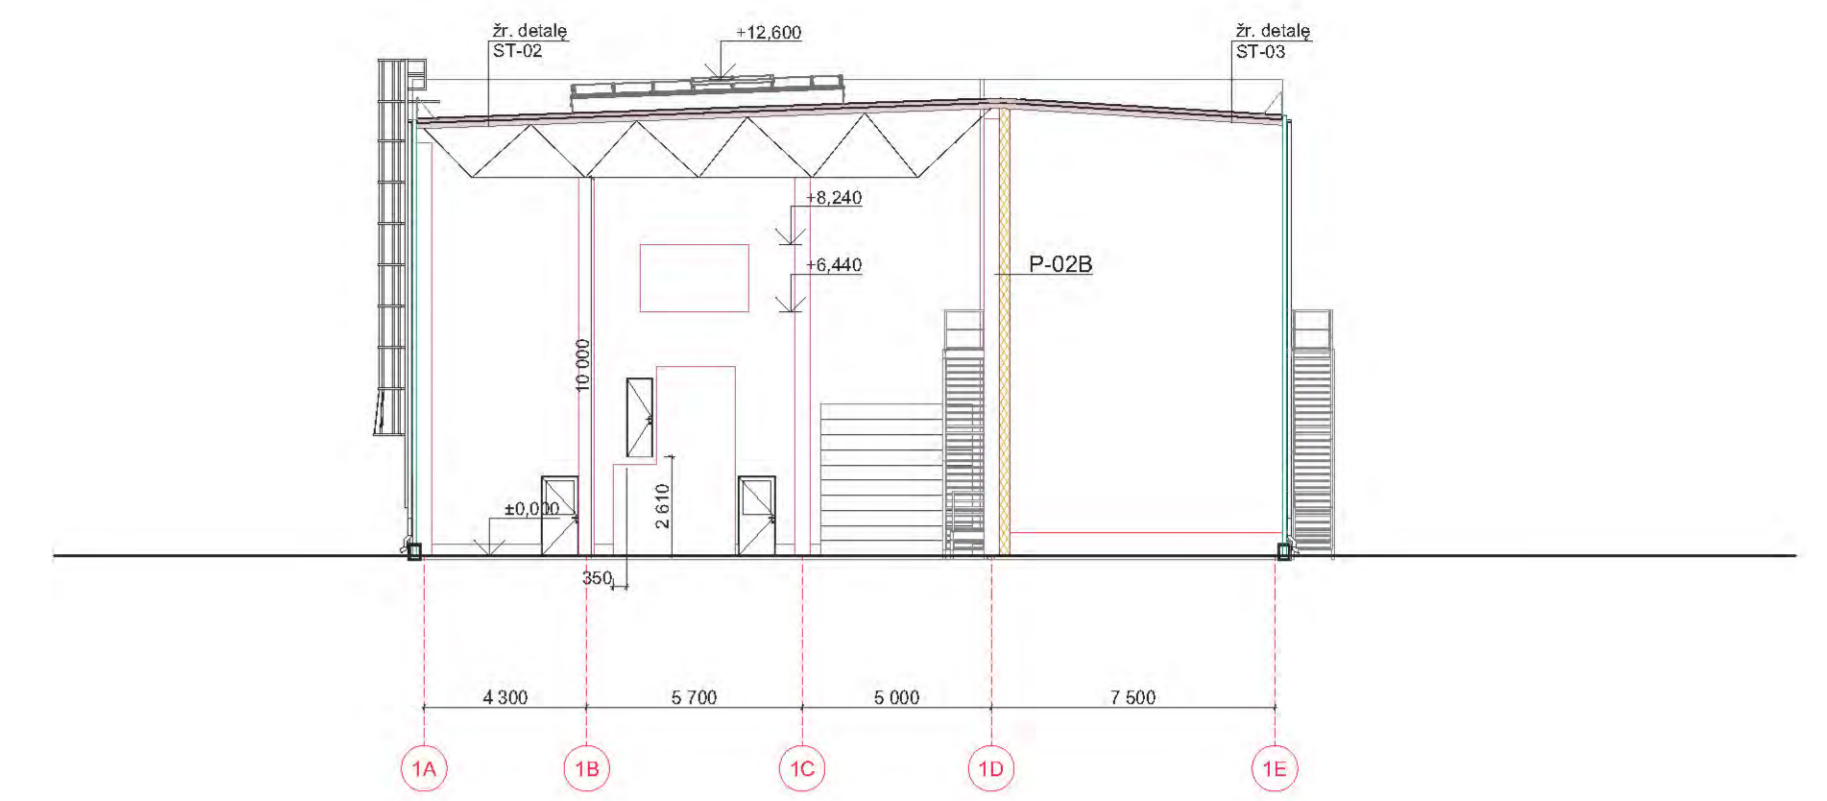 žr. detalę
ST-02
+12,600
žr. detalę
ST-03
+8,240
+6,440
P-02B
10 000
2 610
±0,000
350
4 300
5 700
5 000
7 500
1A
1B
1C
1D
1E